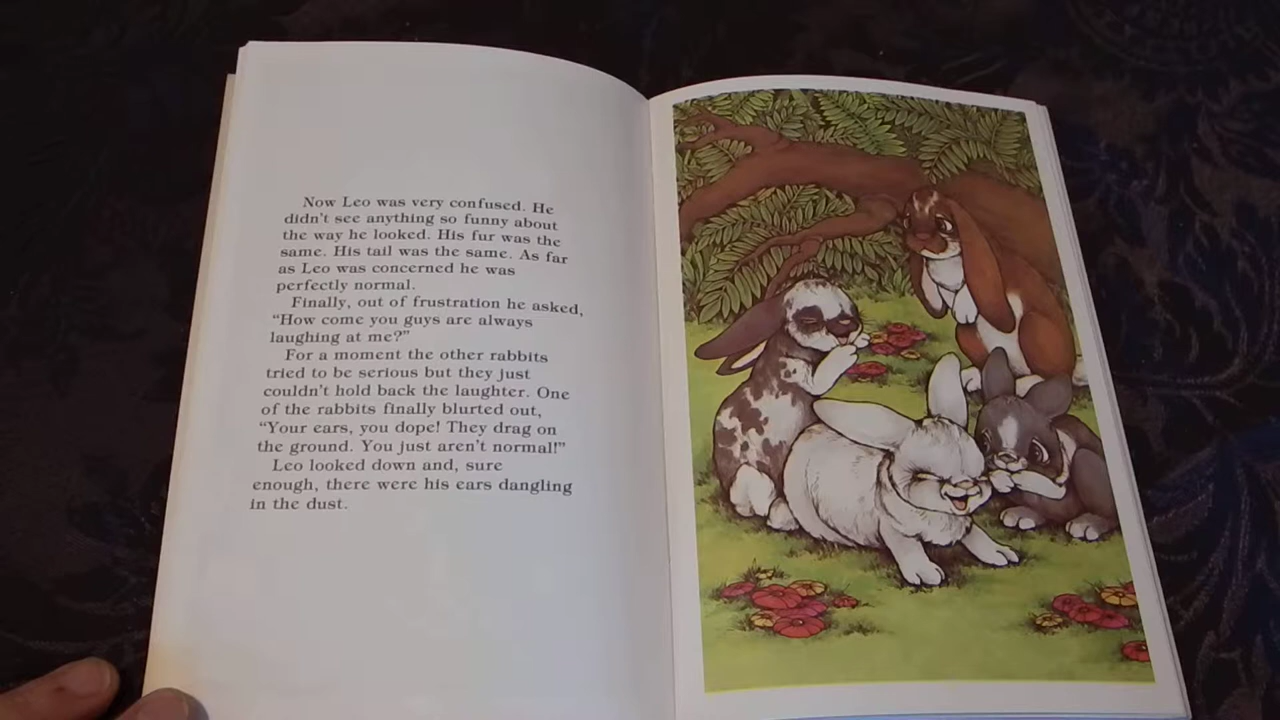 Now Leo was very confused. He
didn't see anything so funny about
the way he looked. His fur was the
same. His tail was the same. As far
as Leo was concerned he was
perfectly normal.
Finally, out of frustration he asked,
"How come you guys are always
laughing at me?"
For a moment the other rabbits
tried to be serious but they just
couldn't hold back the laughter. One
of the rabbits finally blurted out,
"Your ears, you dope! They drag on
the ground. You just aren't normal!"
Leo looked down and, sure
enough, there were his ears dangling
in the dust.